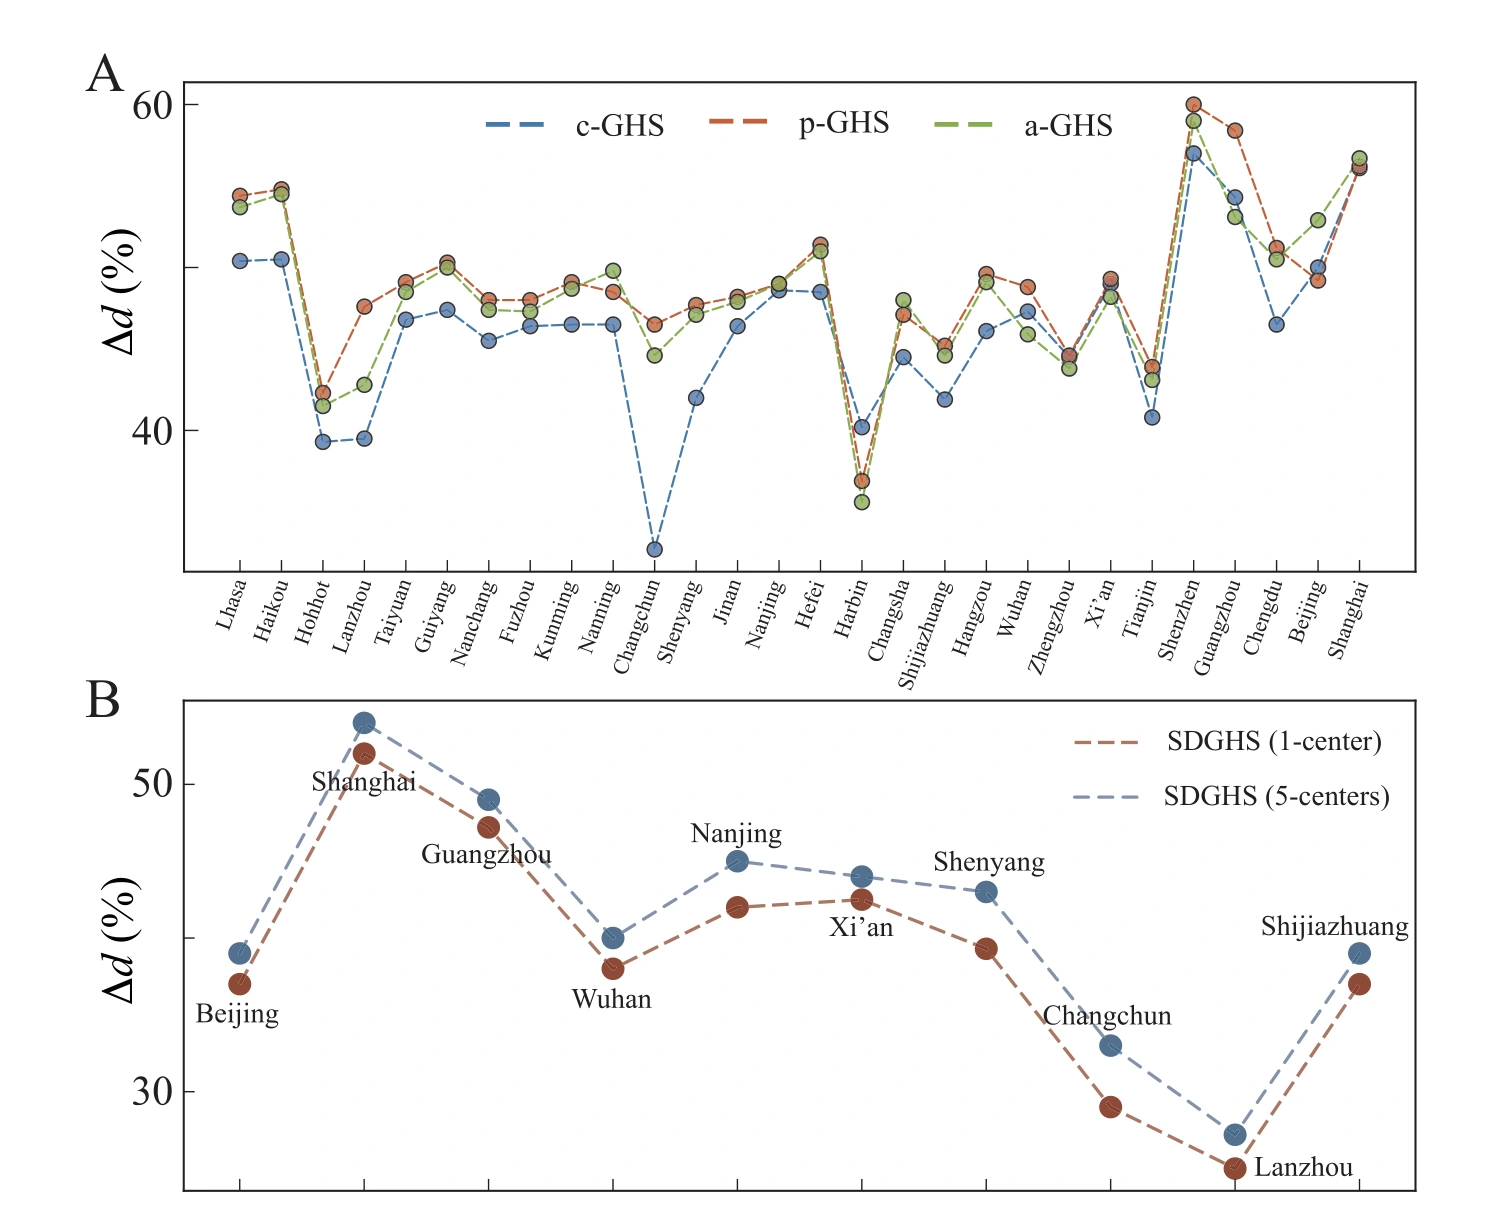 A
60
c-GHS p-GHS a-GHS
Δd (%)
40
Lhasa Haikou Hohhot Lanzhou Taiyuan Guiyang Nanchang Fuzhou Kunming Nanning Changchun Shenyang Jinan Nanjing Hefei Harbin Changsha Shijiazhuang Hangzou Wuhan Zhengzhou Xi’an Tianjin Shenzhen Guangzhou Chengdu Beijing Shanghai
B
SDGHS (1-center)
50
Shanghai
SDGHS (5-centers)
Nanjing
Guangzhou
Shenyang
Δd (%)
Xi’an
Shijiazhuang
Wuhan
Beijing
Changchun
30
Lanzhou